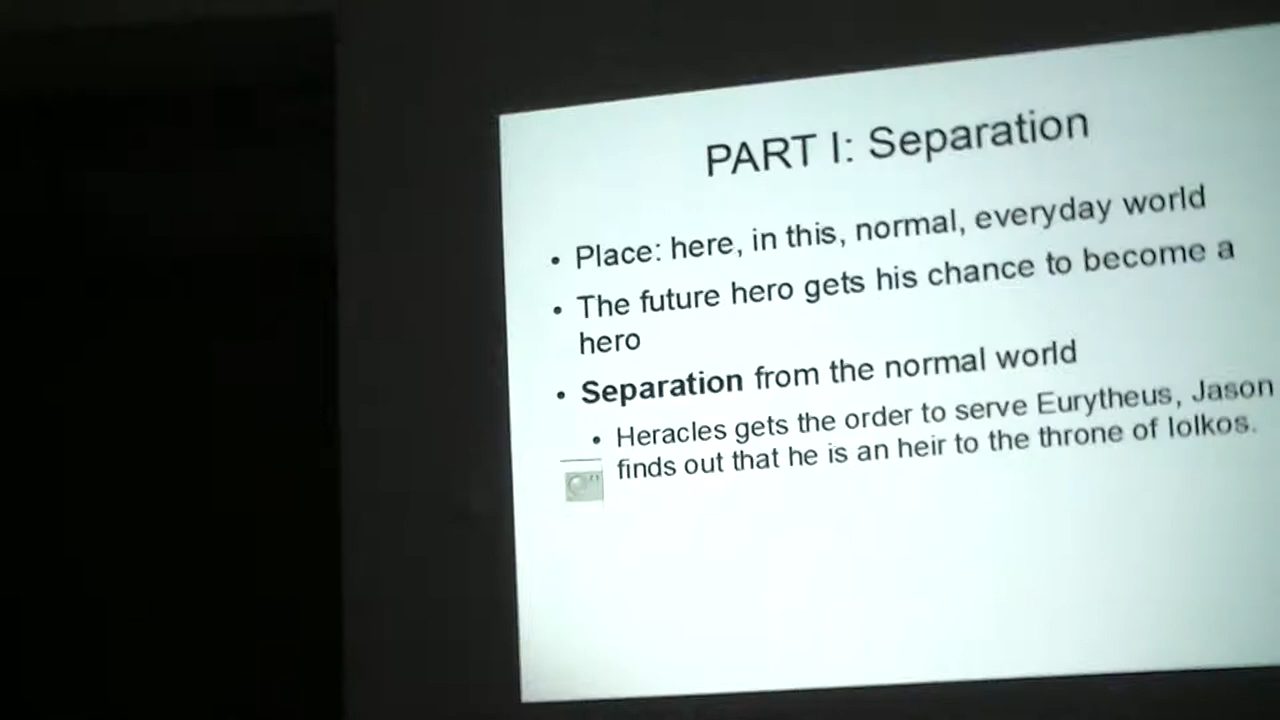 PART I: Separation
• Place: here, in this, normal, everyday world
• The future hero gets his chance to become a
hero
• Separation from the normal world
• Heracles gets the order to serve Eurytheus, Jason
finds out that he is an heir to the throne of Iolkos.